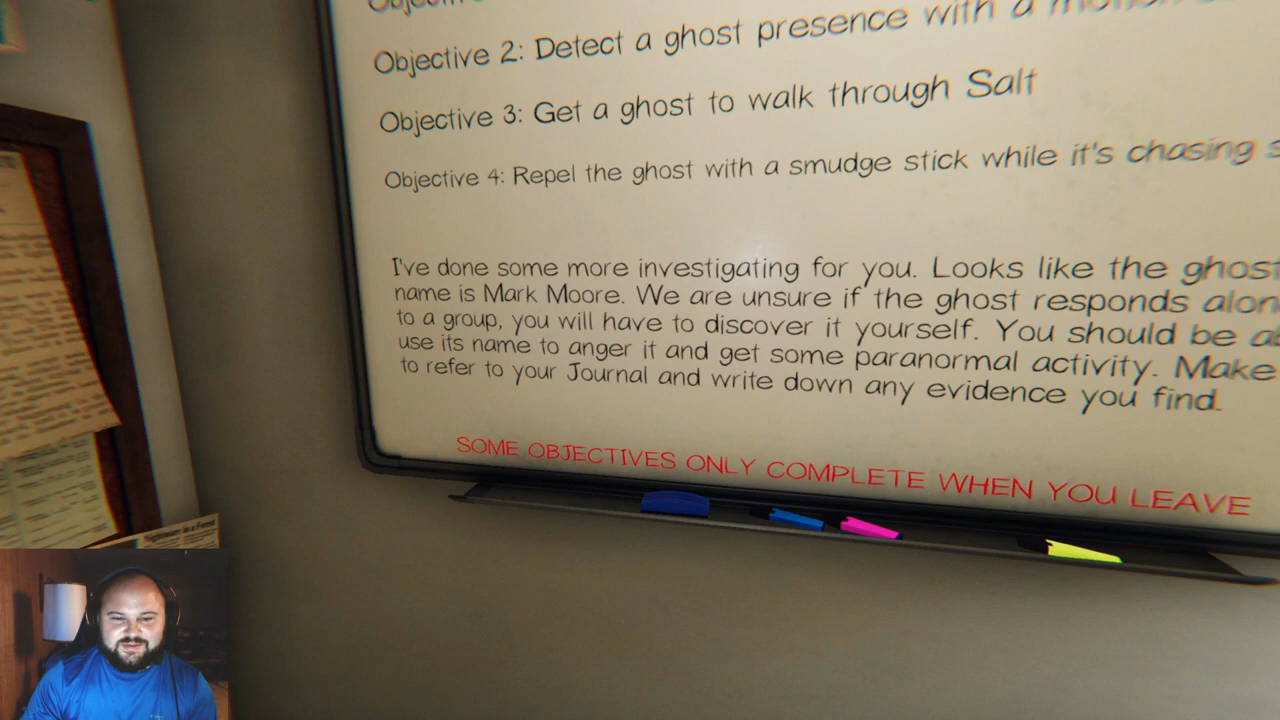 Objective 2: Detect a ghost presence with a
Objective 3: Get a ghost to walk through Salt
Objective 4: Repel the ghost with a smudge stick while it's chasing
I've done some more investigating for you. Looks like the ghost
name is Mark Moore. We are unsure if the ghost responds
to a group, you will have to discover it yourself. You should be
use its name to anger it and get some paranormal activity. Make
to refer to your Journal and write down any evidence you find.
SOME OBJECTIVES ONLY COMPLETE WHEN YOU LEAVE